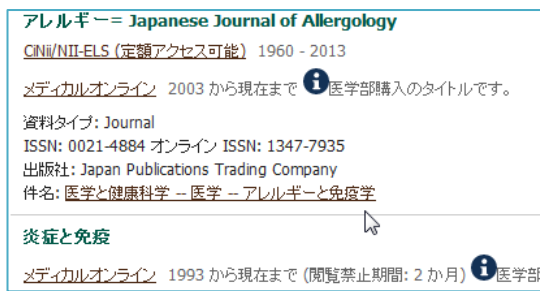 アレルギー= Japanese Journal of Allergology
CiNii/NII-ELS (定額アクセス可能) 1960 - 2013
メディカルオンライン 2003 から現在まで i 医学部購入のタイトルです。
資料タイプ: Journal
ISSN: 0021-4884 オンライン ISSN: 1347-7935
出版社: Japan Publications Trading Company
件名: 医学と健康科学 -- 医学 -- アレルギーと免疫学
炎症と免疫
メディカルオンライン 1993 から現在まで (閲覧禁止期間: 2 か月) i 医学部